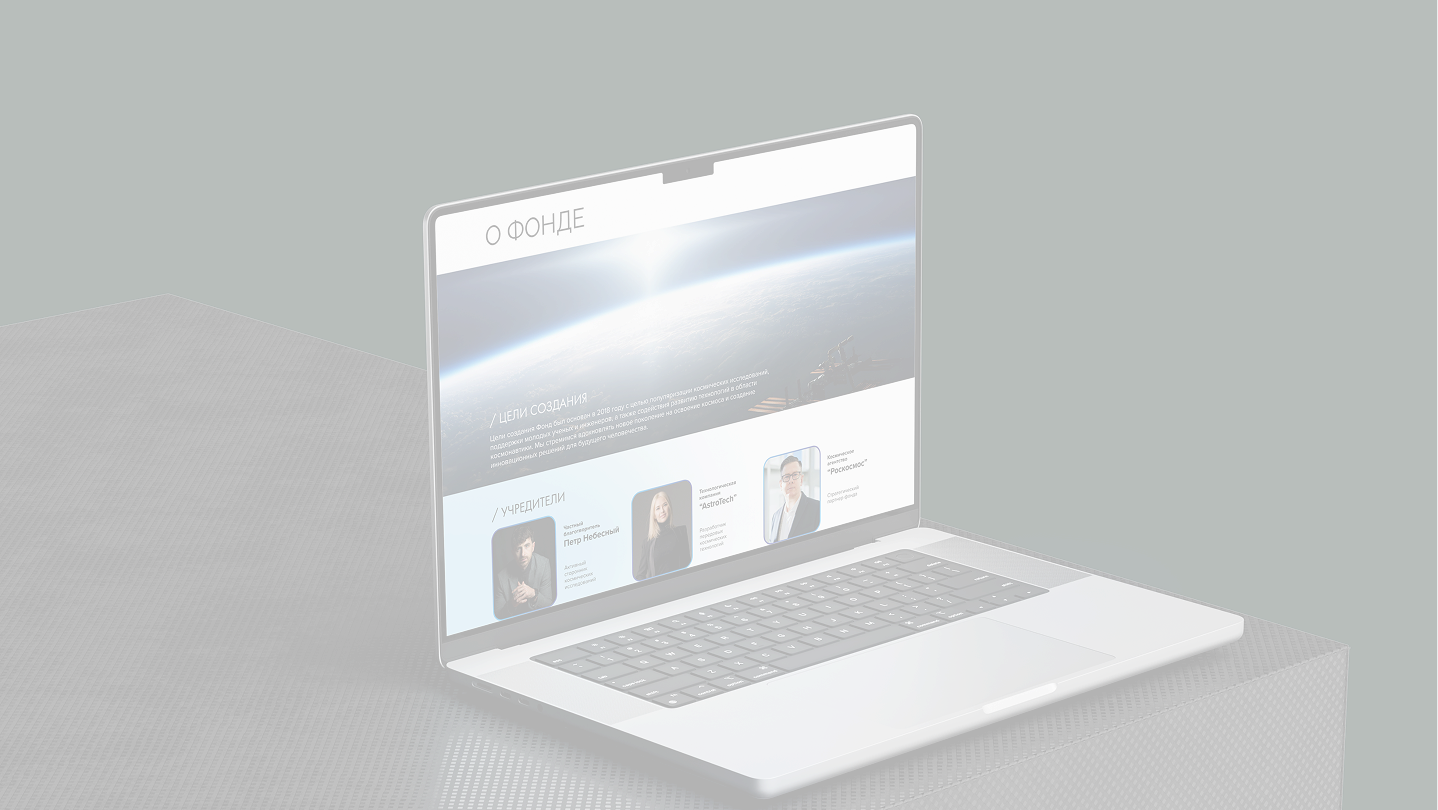 О ФОНДЕ
/ ЦЕЛИ СОЗДАНИЯ
Цели создания Фонд был основан в 2018 году с целью популяризации космических исследований,
поддержки молодых ученых и инженеров, а также содействия развитию технологий в области
космонавтики. Мы стремимся вдохновлять новое поколение на освоение космоса и создание
инновационных решений для будущего человечества.
/ УЧРЕДИТЕЛИ
Частный
благотворитель
Петр Небесный
Активный
сторонник
космических
исследований
Технологическая
компания
"AstroTech"
Разработчик
передовых
космических
технологий
Космическое
агентство
"Роскосмос"
Стратегический
партнер фонда